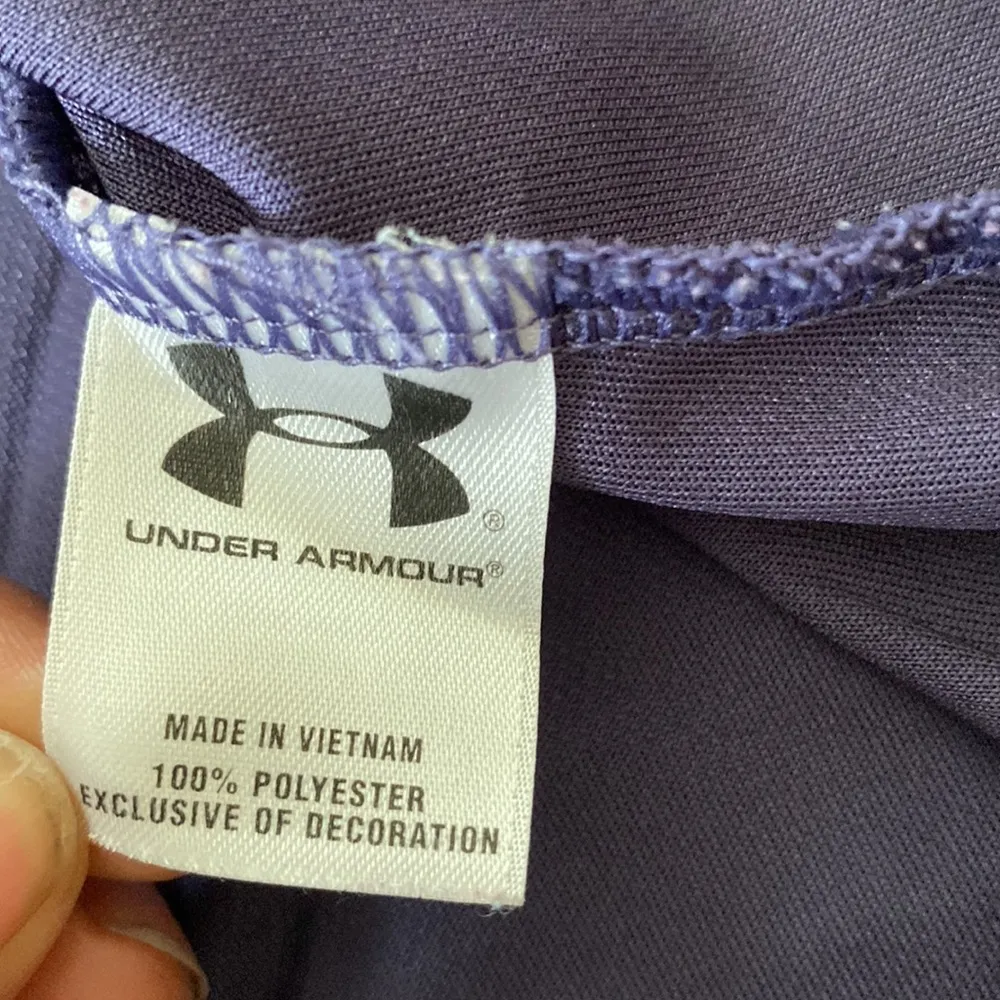 ®
UNDER ARMOUR®
MADE IN VIETNAM
100% POLYESTER
EXCLUSIVE OF DECORATION